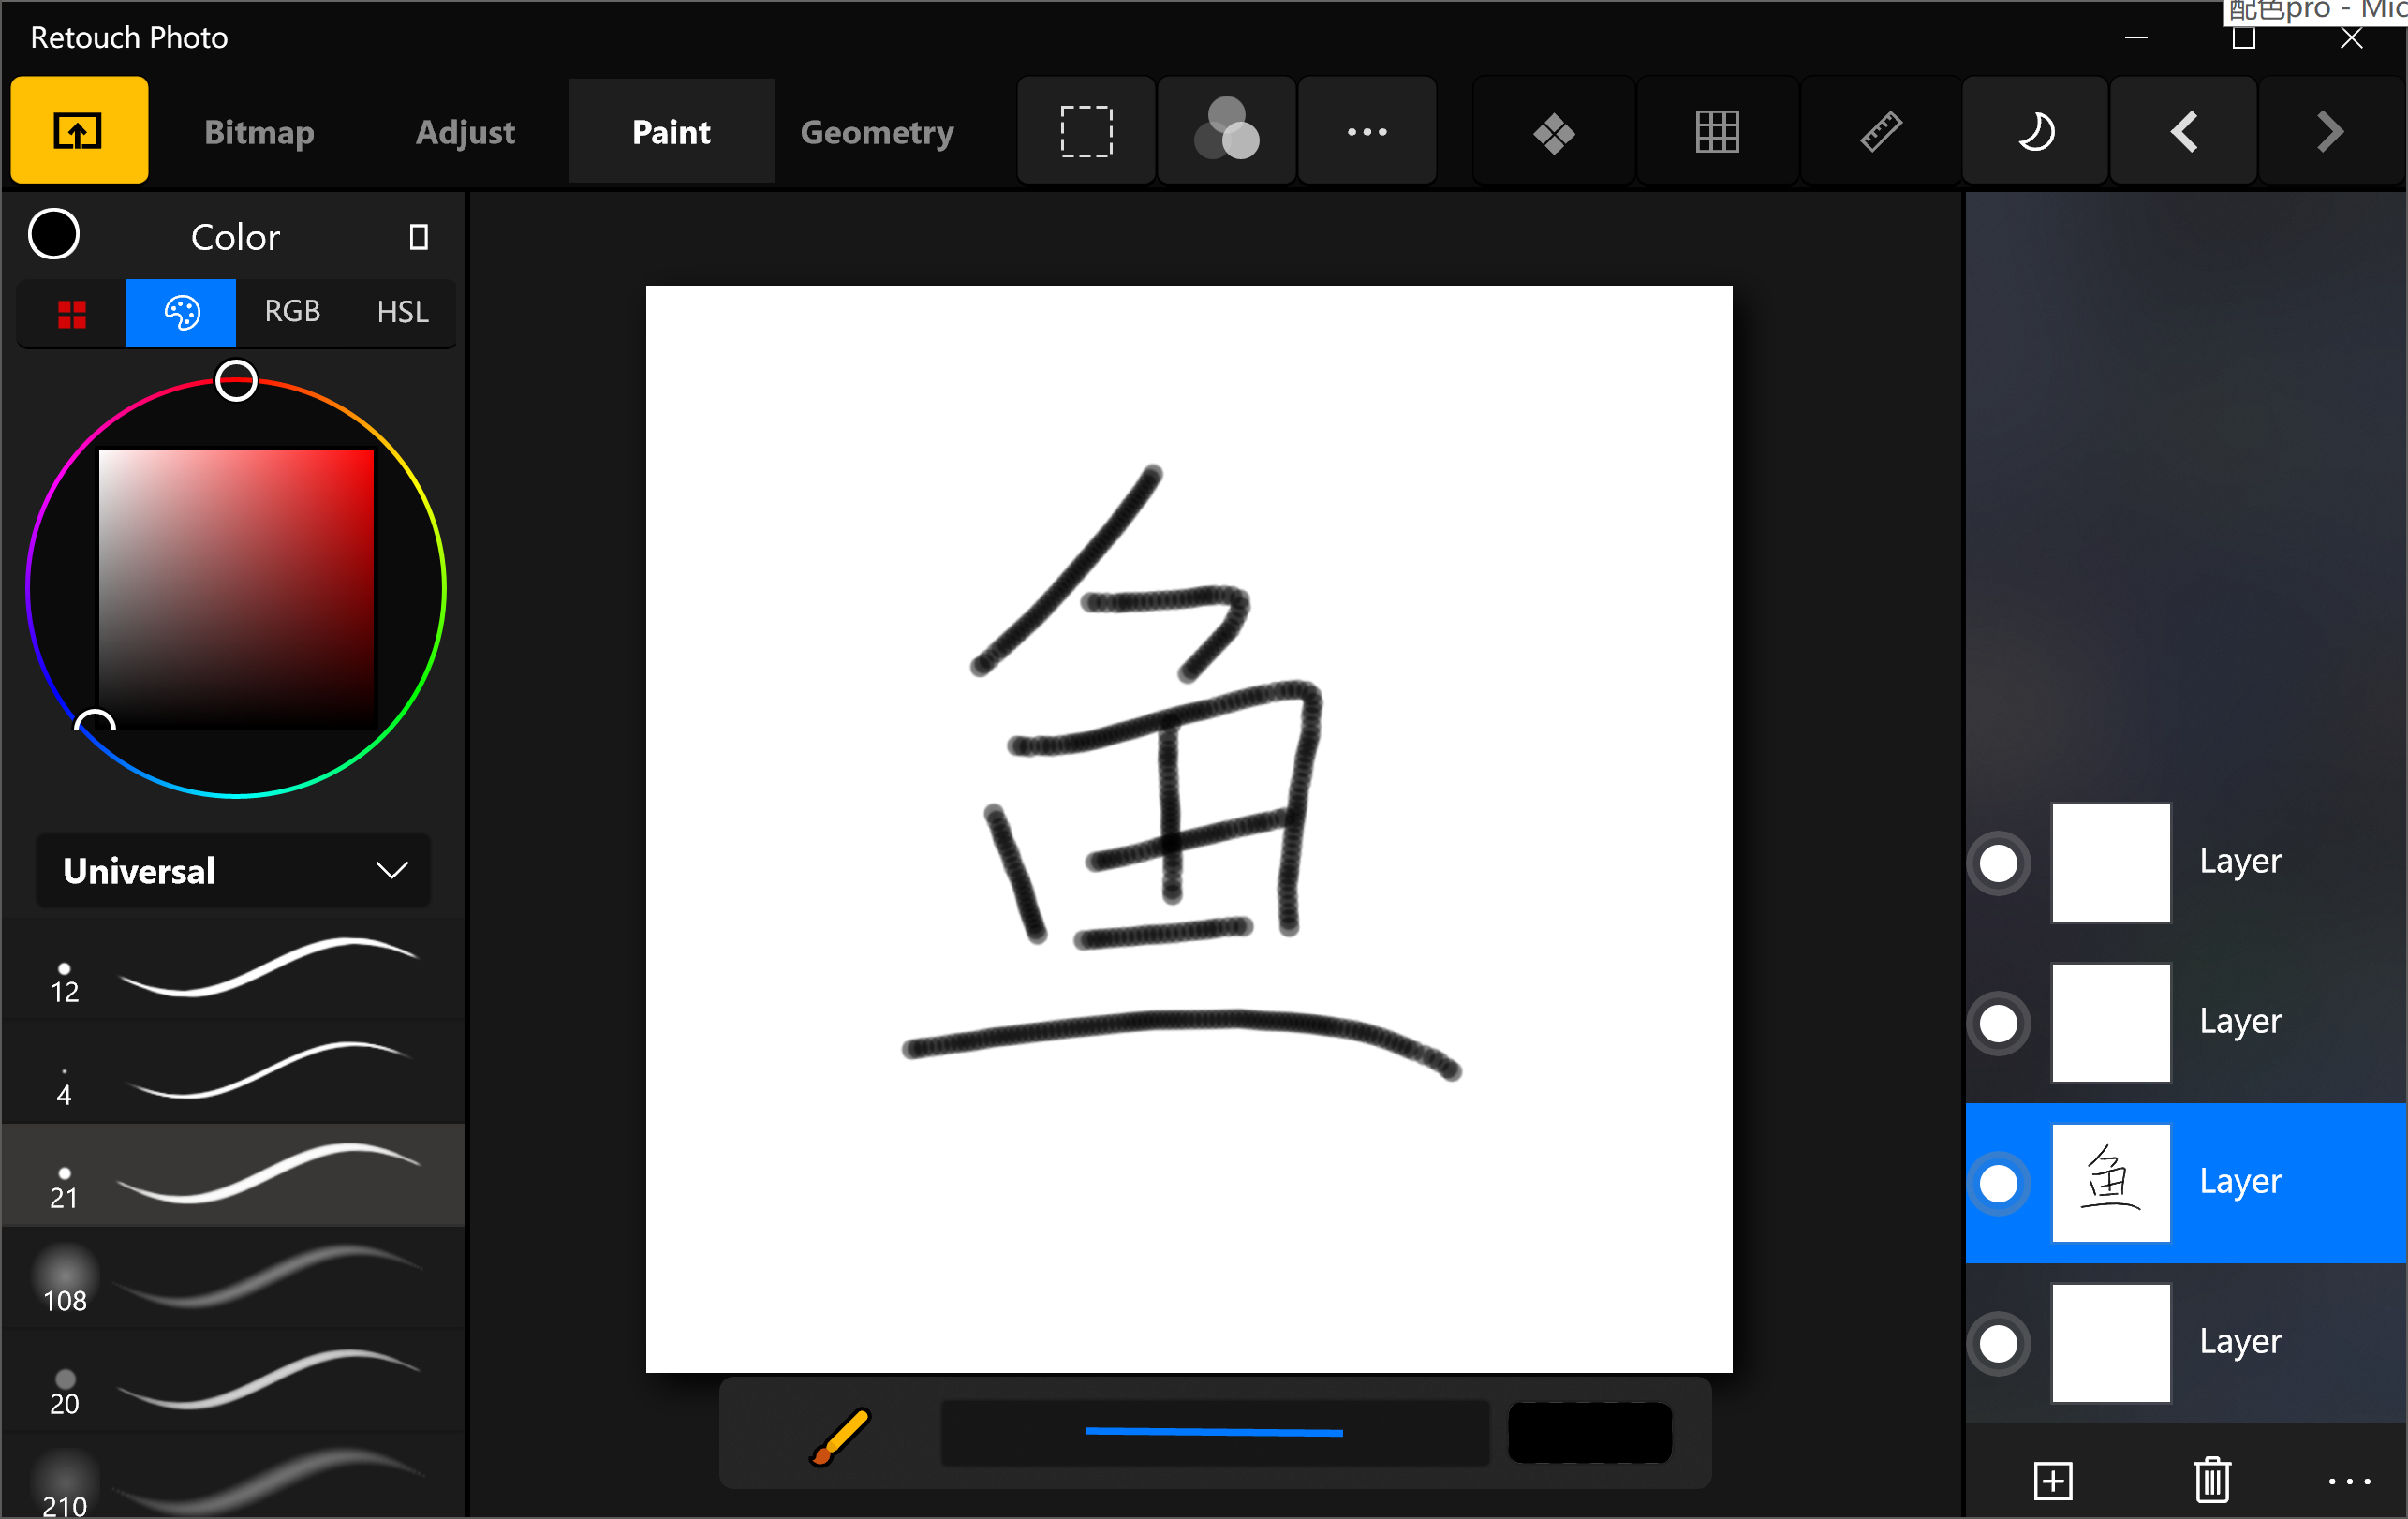 配色pro - Mic
Retouch Photo
Bitmap Adjust Paint Geometry
Color
RGB HSL
Universal
12
4
21
108
20
210
鱼
Layer
Layer
鱼 Layer
Layer